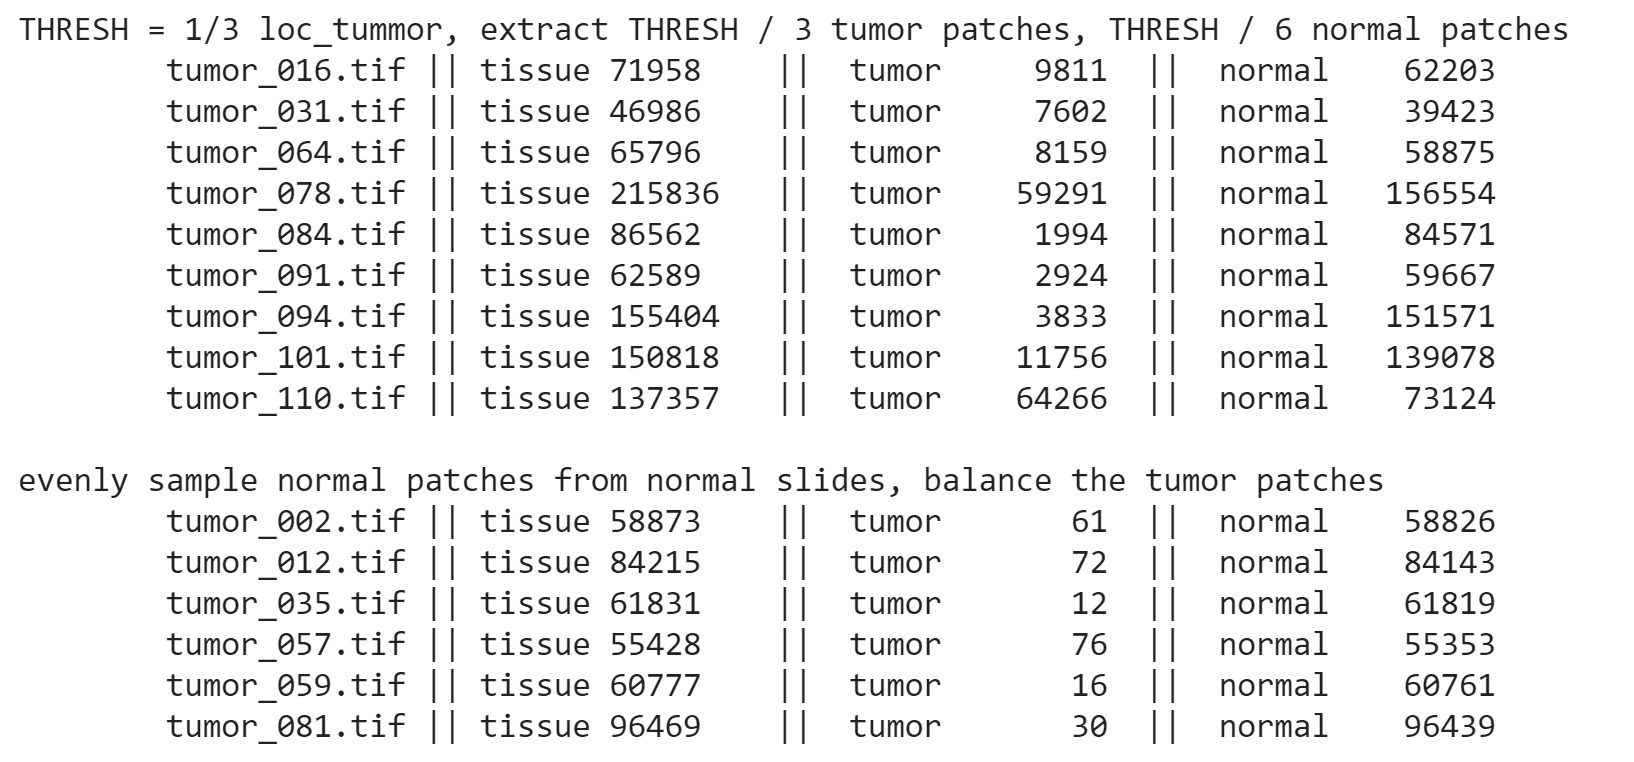 THRESH = 1/3 loc_tummor, extract THRESH / 3 tumor patches, THRESH / 6 normal patches
tumor_016.tif || tissue 71958 || tumor 9811 || normal 62203
tumor_031.tif || tissue 46986 || tumor 7602 || normal 39423
tumor_064.tif || tissue 65796 || tumor 8159 || normal 58875
tumor_078.tif || tissue 215836 || tumor 59291 || normal 156554
tumor_084.tif || tissue 86562 || tumor 1994 || normal 84571
tumor_091.tif || tissue 62589 || tumor 2924 || normal 59667
tumor_094.tif || tissue 155404 || tumor 3833 || normal 151571
tumor_101.tif || tissue 150818 || tumor 11756 || normal 139078
tumor_110.tif || tissue 137357 || tumor 64266 || normal 73124
evenly sample normal patches from normal slides, balance the tumor patches
tumor_002.tif || tissue 58873 || tumor 61 || normal 58826
tumor_012.tif || tissue 84215 || tumor 72 || normal 84143
tumor_035.tif || tissue 61831 || tumor 12 || normal 61819
tumor_057.tif || tissue 55428 || tumor 76 || normal 55353
tumor_059.tif || tissue 60777 || tumor 16 || normal 60761
tumor_081.tif || tissue 96469 || tumor 30 || normal 96439